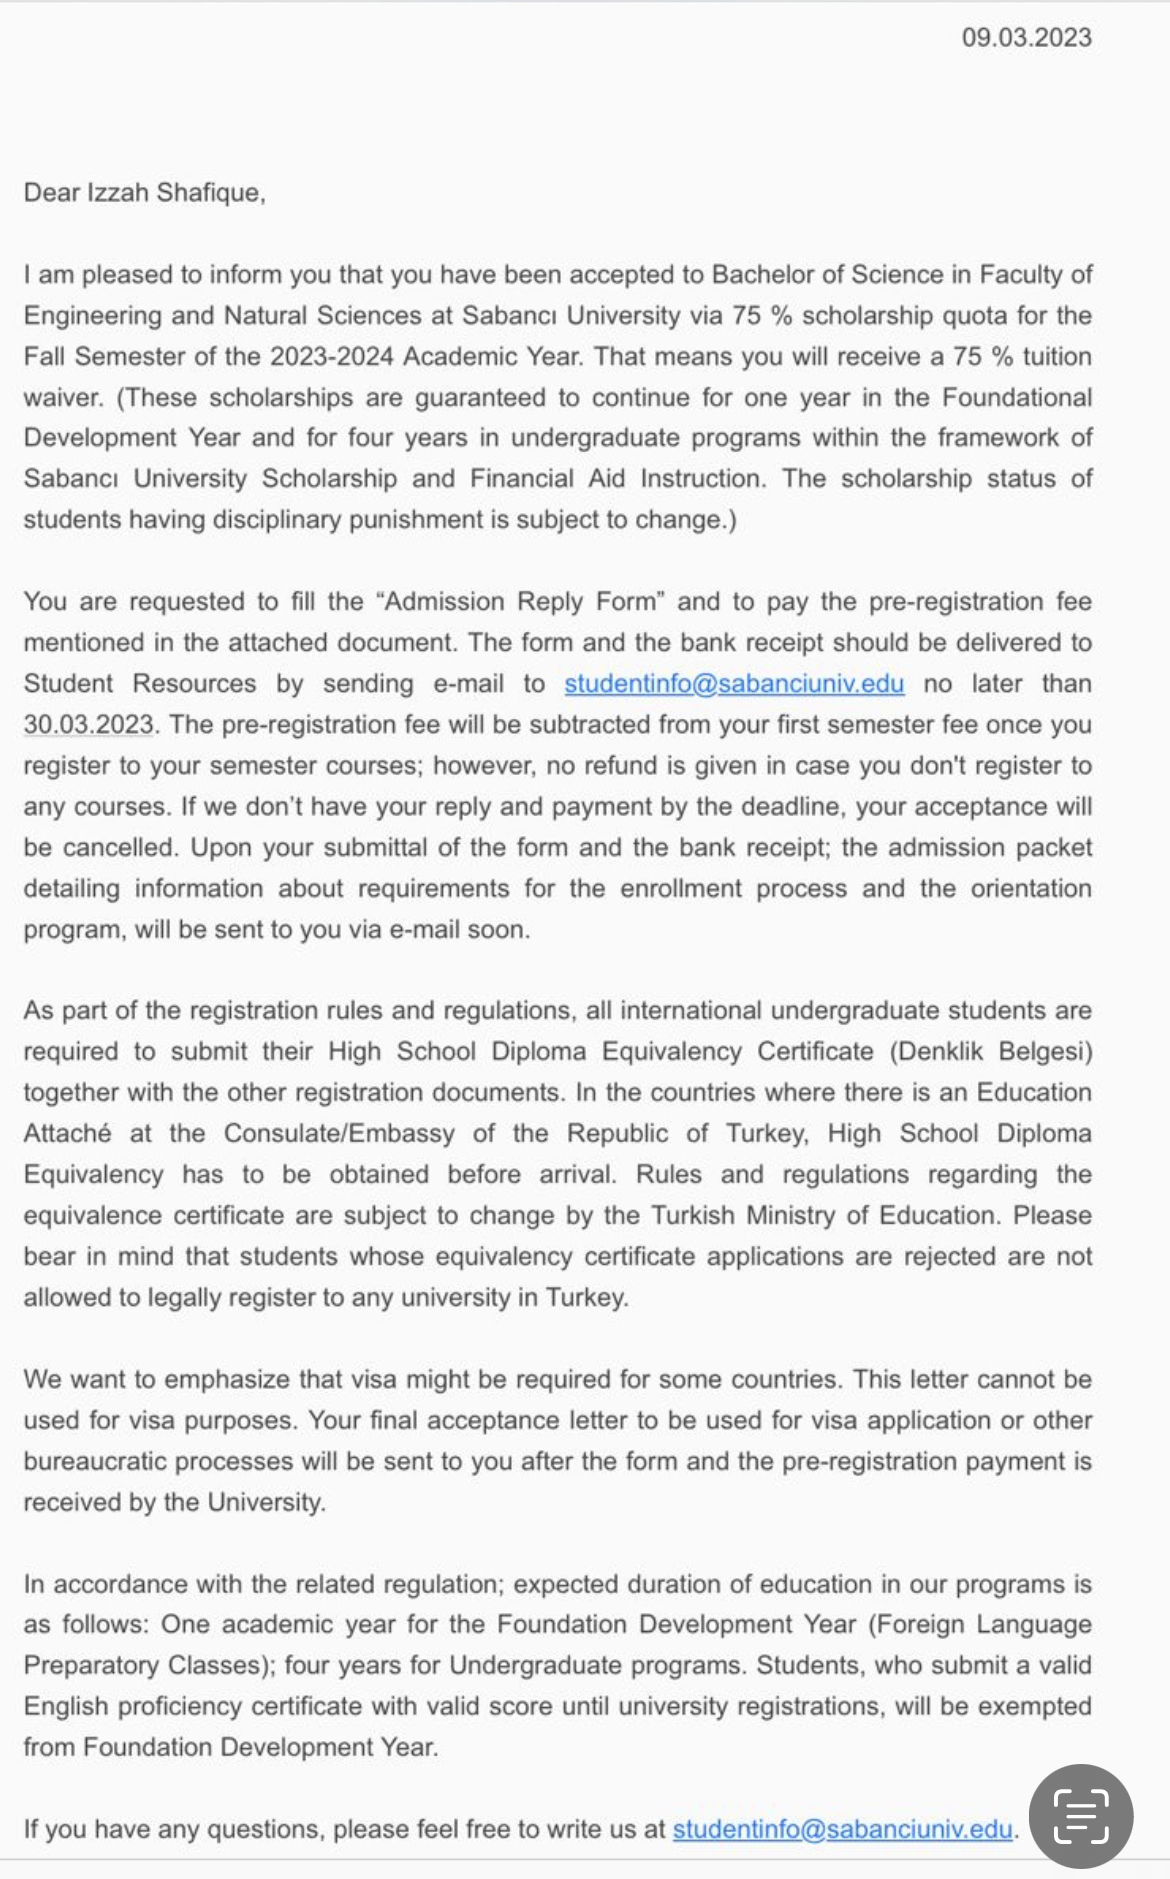 09.03.2023
Dear Izzah Shafique,
I am pleased to inform you that you have been accepted to Bachelor of Science in Faculty of
Engineering and Natural Sciences at Sabancı University via 75 % scholarship quota for the
Fall Semester of the 2023-2024 Academic Year. That means you will receive a 75 % tuition
waiver. (These scholarships are guaranteed to continue for one year in the Foundational
Development Year and for four years in undergraduate programs within the framework of
Sabancı University Scholarship and Financial Aid Instruction. The scholarship status of
students having disciplinary punishment is subject to change.)
You are requested to fill the “Admission Reply Form” and to pay the pre-registration fee
mentioned in the attached document. The form and the bank receipt should be delivered to
Student Resources by sending e-mail to studentinfo@sabanciuniv.edu no later than
30.03.2023. The pre-registration fee will be subtracted from your first semester fee once you
register to your semester courses; however, no refund is given in case you don't register to
any courses. If we don’t have your reply and payment by the deadline, your acceptance will
be cancelled. Upon your submittal of the form and the bank receipt; the admission packet
detailing information about requirements for the enrollment process and the orientation
program, will be sent to you via e-mail soon.
As part of the registration rules and regulations, all international undergraduate students are
required to submit their High School Diploma Equivalency Certificate (Denklik Belgesi)
together with the other registration documents. In the countries where there is an Education
Attaché at the Consulate/Embassy of the Republic of Turkey, High School Diploma
Equivalency has to be obtained before arrival. Rules and regulations regarding the
equivalence certificate are subject to change by the Turkish Ministry of Education. Please
bear in mind that students whose equivalency certificate applications are rejected are not
allowed to legally register to any university in Turkey.
We want to emphasize that visa might be required for some countries. This letter cannot be
used for visa purposes. Your final acceptance letter to be used for visa application or other
bureaucratic processes will be sent to you after the form and the pre-registration payment is
received by the University.
In accordance with the related regulation; expected duration of education in our programs is
as follows: One academic year for the Foundation Development Year (Foreign Language
Preparatory Classes); four years for Undergraduate programs. Students, who submit a valid
English proficiency certificate with valid score until university registrations, will be exempted
from Foundation Development Year.
If you have any questions, please feel free to write us at studentinfo@sabanciuniv.edu.